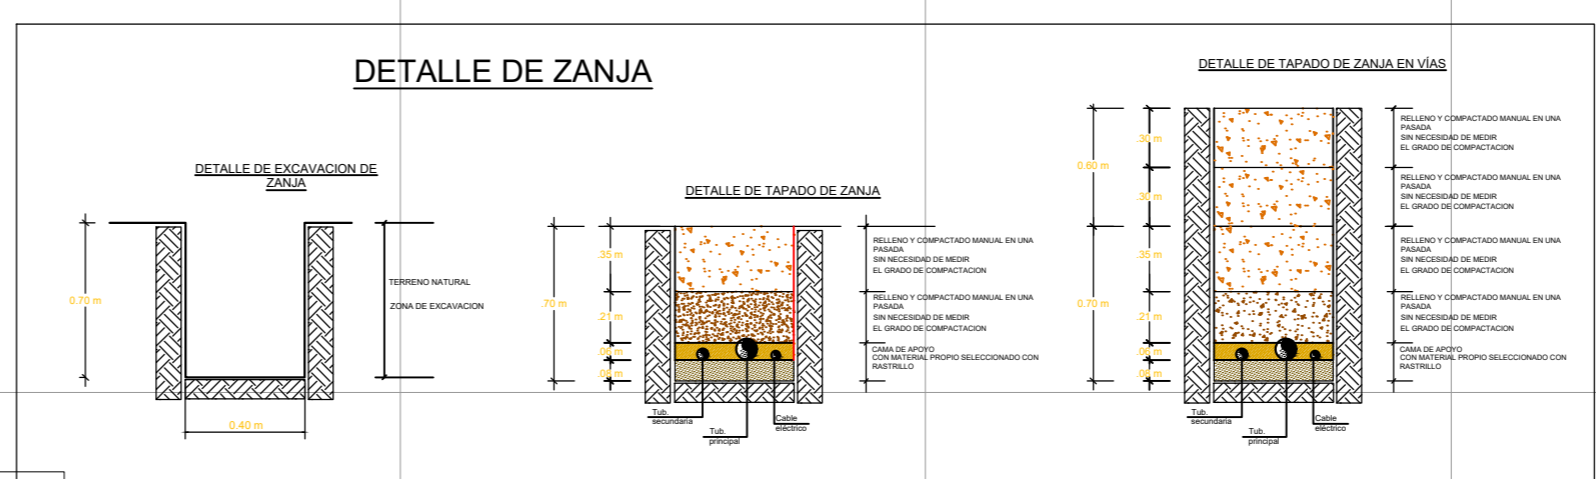 DETALLE DE ZANJA
DETALLE DE EXCAVACION DE
ZANJA
0.70 m
TERRENO NATURAL
ZONA DE EXCAVACION
0.40 m
DETALLE DE TAPADO DE ZANJA
.70 m
.35 m
.21 m
.06 m
.08 m
RELLENO Y COMPACTADO MANUAL EN UNA
PASADA
SIN NECESIDAD DE MEDIR
EL GRADO DE COMPACTACION
RELLENO Y COMPACTADO MANUAL EN UNA
PASADA
SIN NECESIDAD DE MEDIR
EL GRADO DE COMPACTACION
CAMA DE APOYO
CON MATERIAL PROPIO SELECCIONADO CON
RASTRILLO
Tub.
secundaria
Tub.
principal
Cable
eléctrico
DETALLE DE TAPADO DE ZANJA EN VÍAS
0.60 m
0.70 m
.30 m
.30 m
.35 m
.21 m
.06 m
.08 m
RELLENO Y COMPACTADO MANUAL EN UNA
PASADA
SIN NECESIDAD DE MEDIR
EL GRADO DE COMPACTACION
RELLENO Y COMPACTADO MANUAL EN UNA
PASADA
SIN NECESIDAD DE MEDIR
EL GRADO DE COMPACTACION
RELLENO Y COMPACTADO MANUAL EN UNA
PASADA
SIN NECESIDAD DE MEDIR
EL GRADO DE COMPACTACION
RELLENO Y COMPACTADO MANUAL EN UNA
PASADA
SIN NECESIDAD DE MEDIR
EL GRADO DE COMPACTACION
CAMA DE APOYO
CON MATERIAL PROPIO SELECCIONADO CON
RASTRILLO
Tub.
secundaria
Tub.
principal
Cable
eléctrico